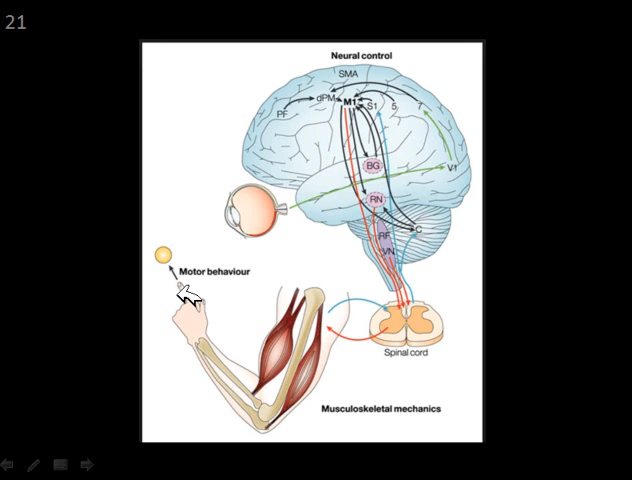 21
Neural control
SMA
PF
dPM
M1
S1
5
7
BG
V1
RN
C
RF
VN
Motor behaviour
Spinal cord
Musculoskeletal mechanics